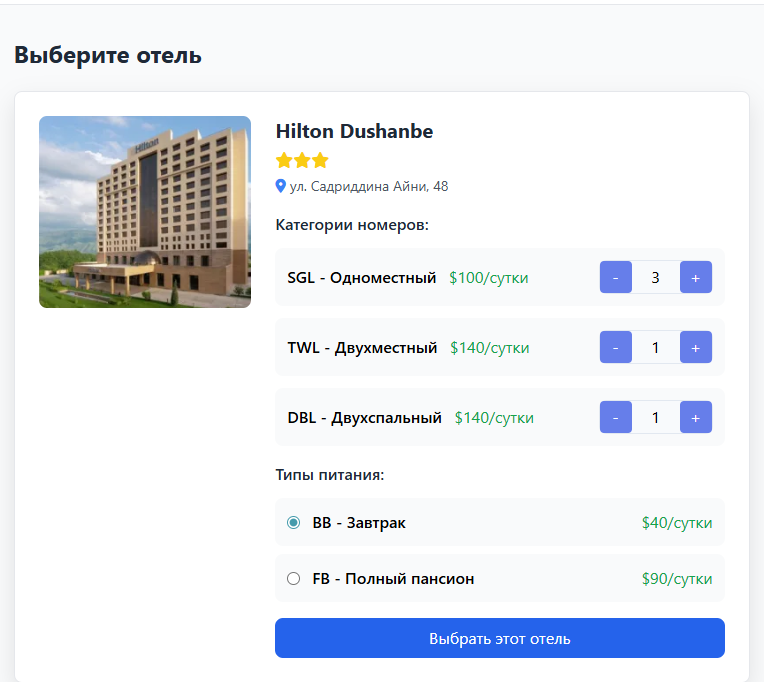 Выберите отель
Hilton
Hilton Dushanbe
ул. Садриддина Айни, 48
Категории номеров:
SGL - Одноместный $100/сутки - 3 +
TWL - Двухместный $140/сутки - 1 +
DBL - Двухспальный $140/сутки - 1 +
Типы питания:
BB - Завтрак $40/сутки
FB - Полный пансион $90/сутки
Выбрать этот отель